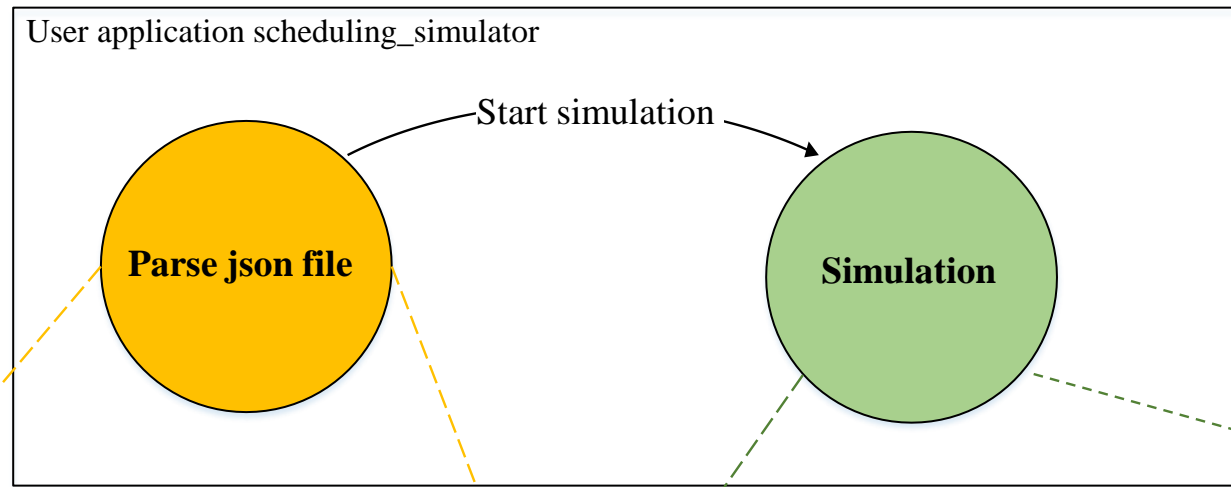 User application scheduling_simulator
Start simulation
Parse json file
Simulation